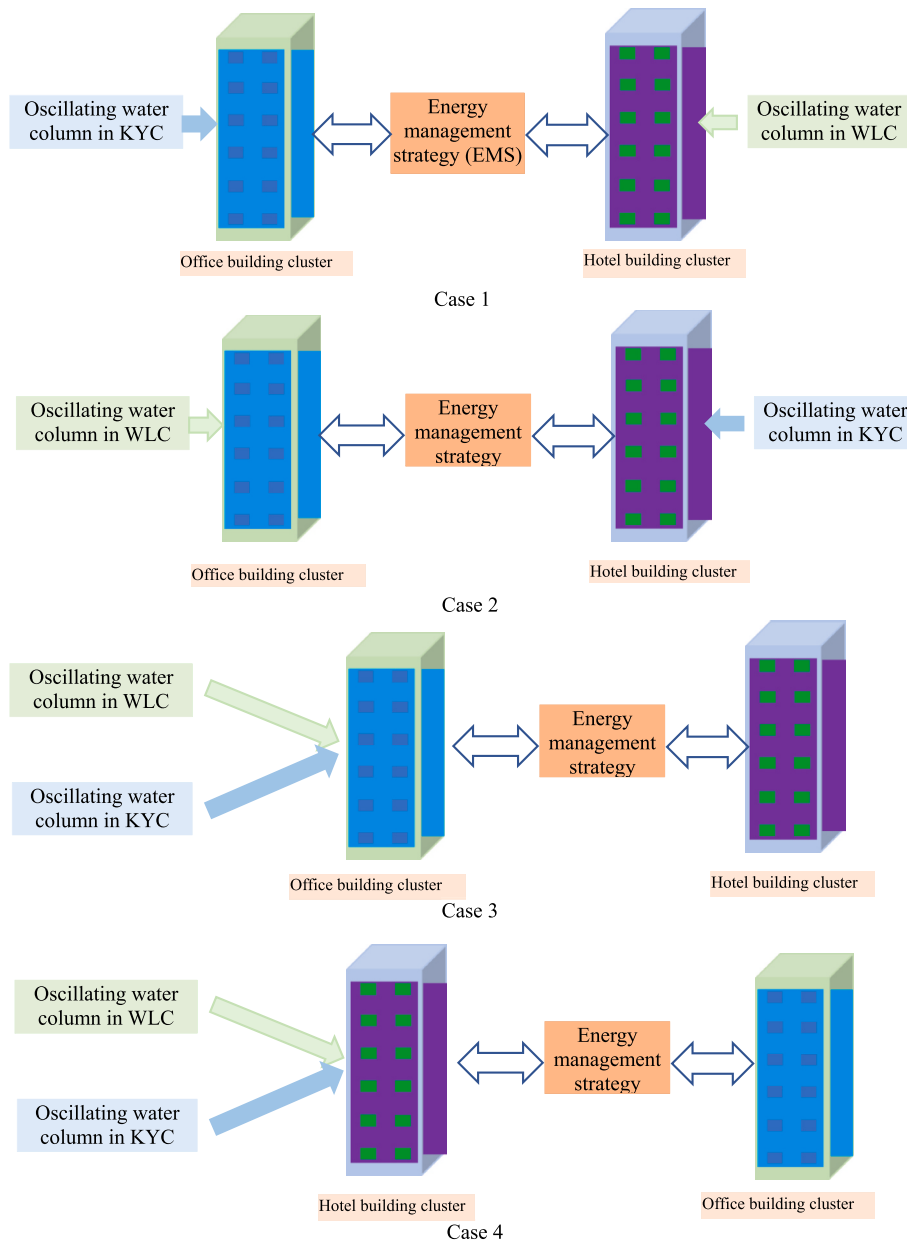 Oscillating water
column in KYC
Energy
management
strategy (EMS)
Oscillating water
column in WLC
Office building cluster
Hotel building cluster
Case 1
Oscillating water
column in WLC
Energy
management
strategy
Oscillating water
column in KYC
Office building cluster
Hotel building cluster
Case 2
Oscillating water
column in WLC
Oscillating water
column in KYC
Energy
management
strategy
Office building cluster
Hotel building cluster
Case 3
Oscillating water
column in WLC
Oscillating water
column in KYC
Energy
management
strategy
Hotel building cluster
Office building cluster
Case 4